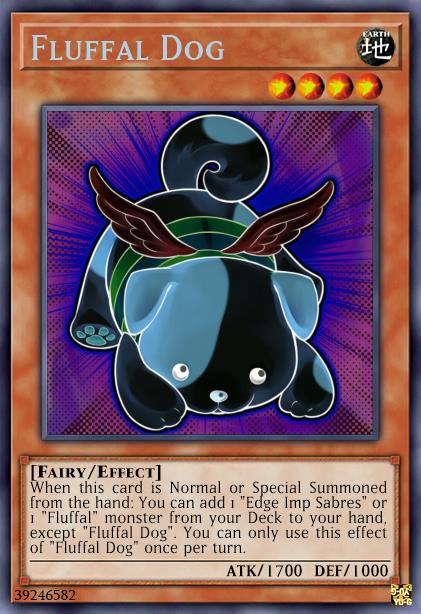 Fluffal Dog
EARTH
地
[Fairy/Effect]
When this card is Normal or Special Summoned
from the hand: You can add 1 "Edge Imp Sabres" or
1 "Fluffal" monster from your Deck to your hand,
except "Fluffal Dog". You can only use this effect
of "Fluffal Dog" once per turn.
ATK/1700 DEF/1000
39246582